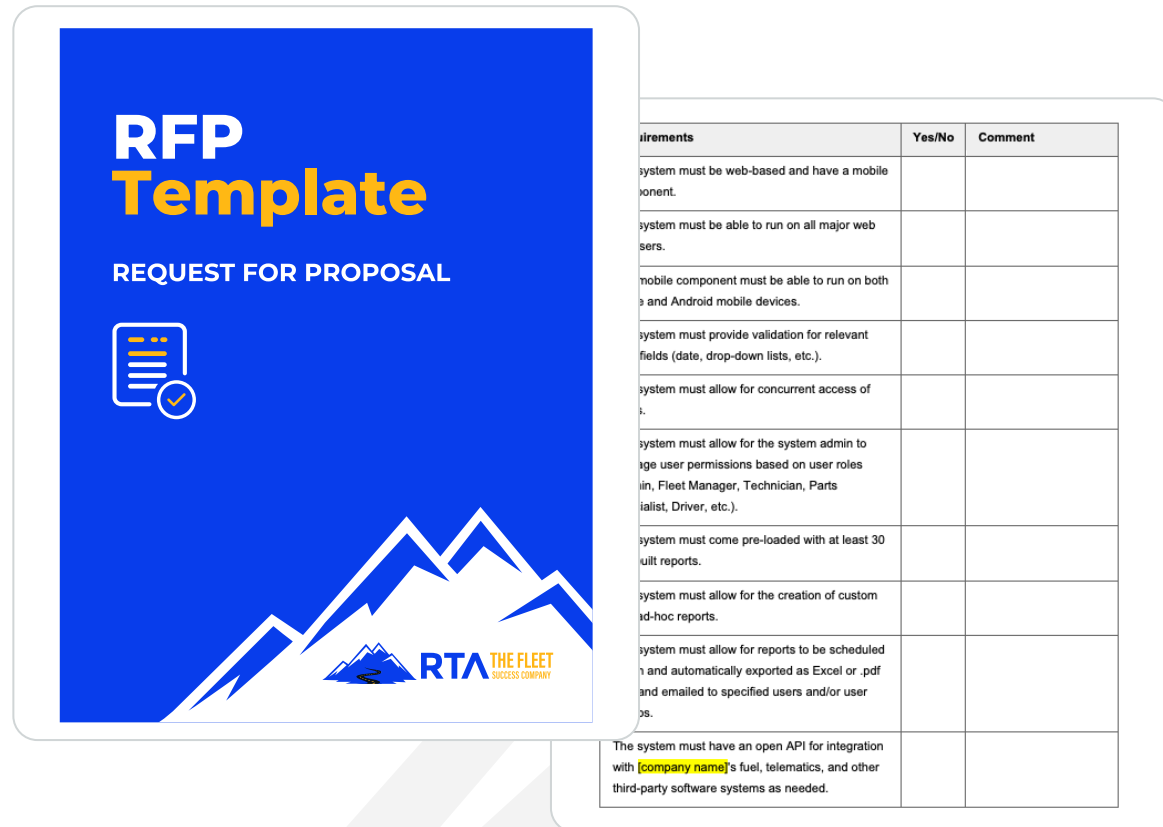 RFP
Template
REQUEST FOR PROPOSAL
RTA THE FLEET
SUCCESS COMPANY
Yes/No Comment
system must be web-based and have a mobile
system must be able to run on all major web
mobile component must be able to run on both
and Android mobile devices.
system must provide validation for relevant
fields (date, drop-down lists, etc.).
system must allow for concurrent access of
system must allow for the system admin to
user permissions based on user roles
Fleet Manager, Technician, Parts
Driver, etc.).
system must come pre-loaded with at least 30
reports.
system must allow for the creation of custom
ad-hoc reports.
system must allow for reports to be scheduled
and automatically exported as Excel or .pdf
and emailed to specified users and/or user
The system must have an open API for integration
with [company name]'s fuel, telematics, and other
third-party software systems as needed.